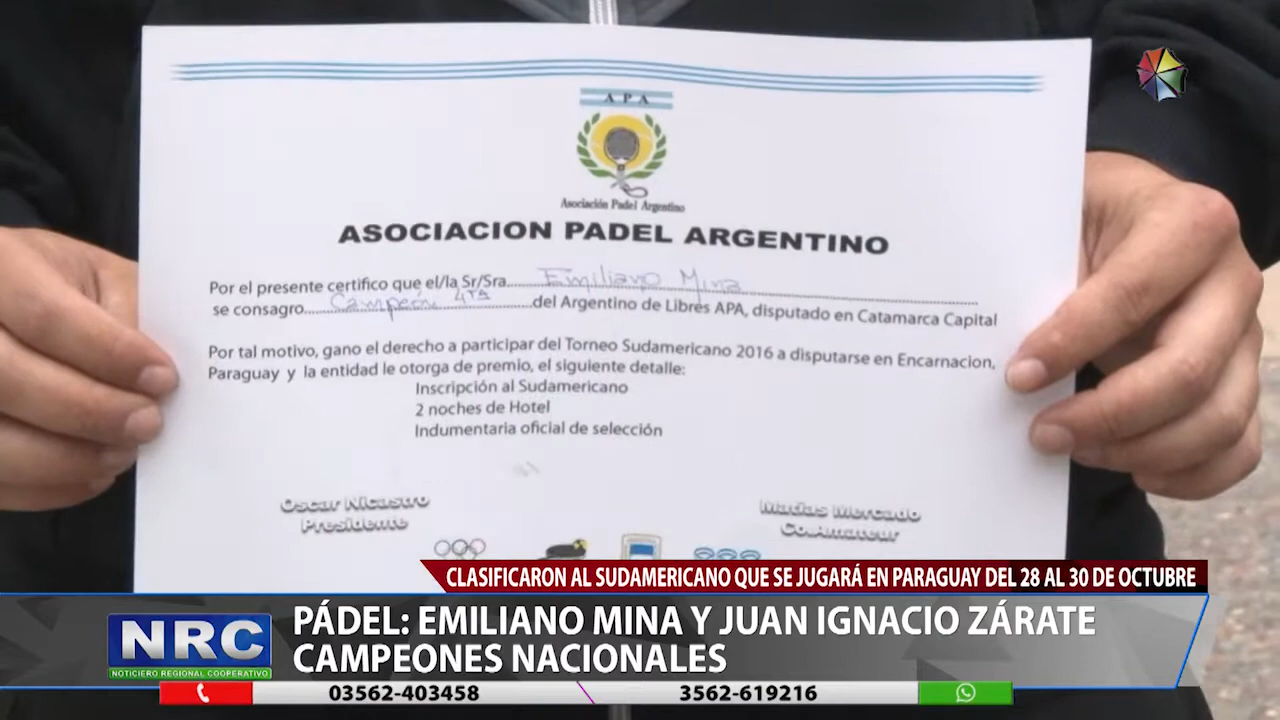 APA
Asociación Padel Argentino
ASOCIACION PADEL ARGENTINO
Por el presente certifico que el/la Sr/Sra.....Emiliano Mina
se consagro.....Campeón 4TA.....del Argentino de Libres APA, disputado en Catamarca Capital
Por tal motivo, gano el derecho a participar del Torneo Sudamericano 2016 a disputarse en Encarnacion,
Paraguay y la entidad le otorga de premio, el siguiente detalle:
Inscripción al Sudamericano
2 noches de Hotel
Indumentaria oficial de selección
Oscar Nicastro
Presidente
Matias Mercado
Co.Amateur
CLASIFICARON AL SUDAMERICANO QUE SE JUGARÁ EN PARAGUAY DEL 28 AL 30 DE OCTUBRE
NRC
NOTICIERO REGIONAL COOPERATIVO
PÁDEL: EMILIANO MINA Y JUAN IGNACIO ZÁRATE
CAMPEONES NACIONALES
03562-403458
3562-619216